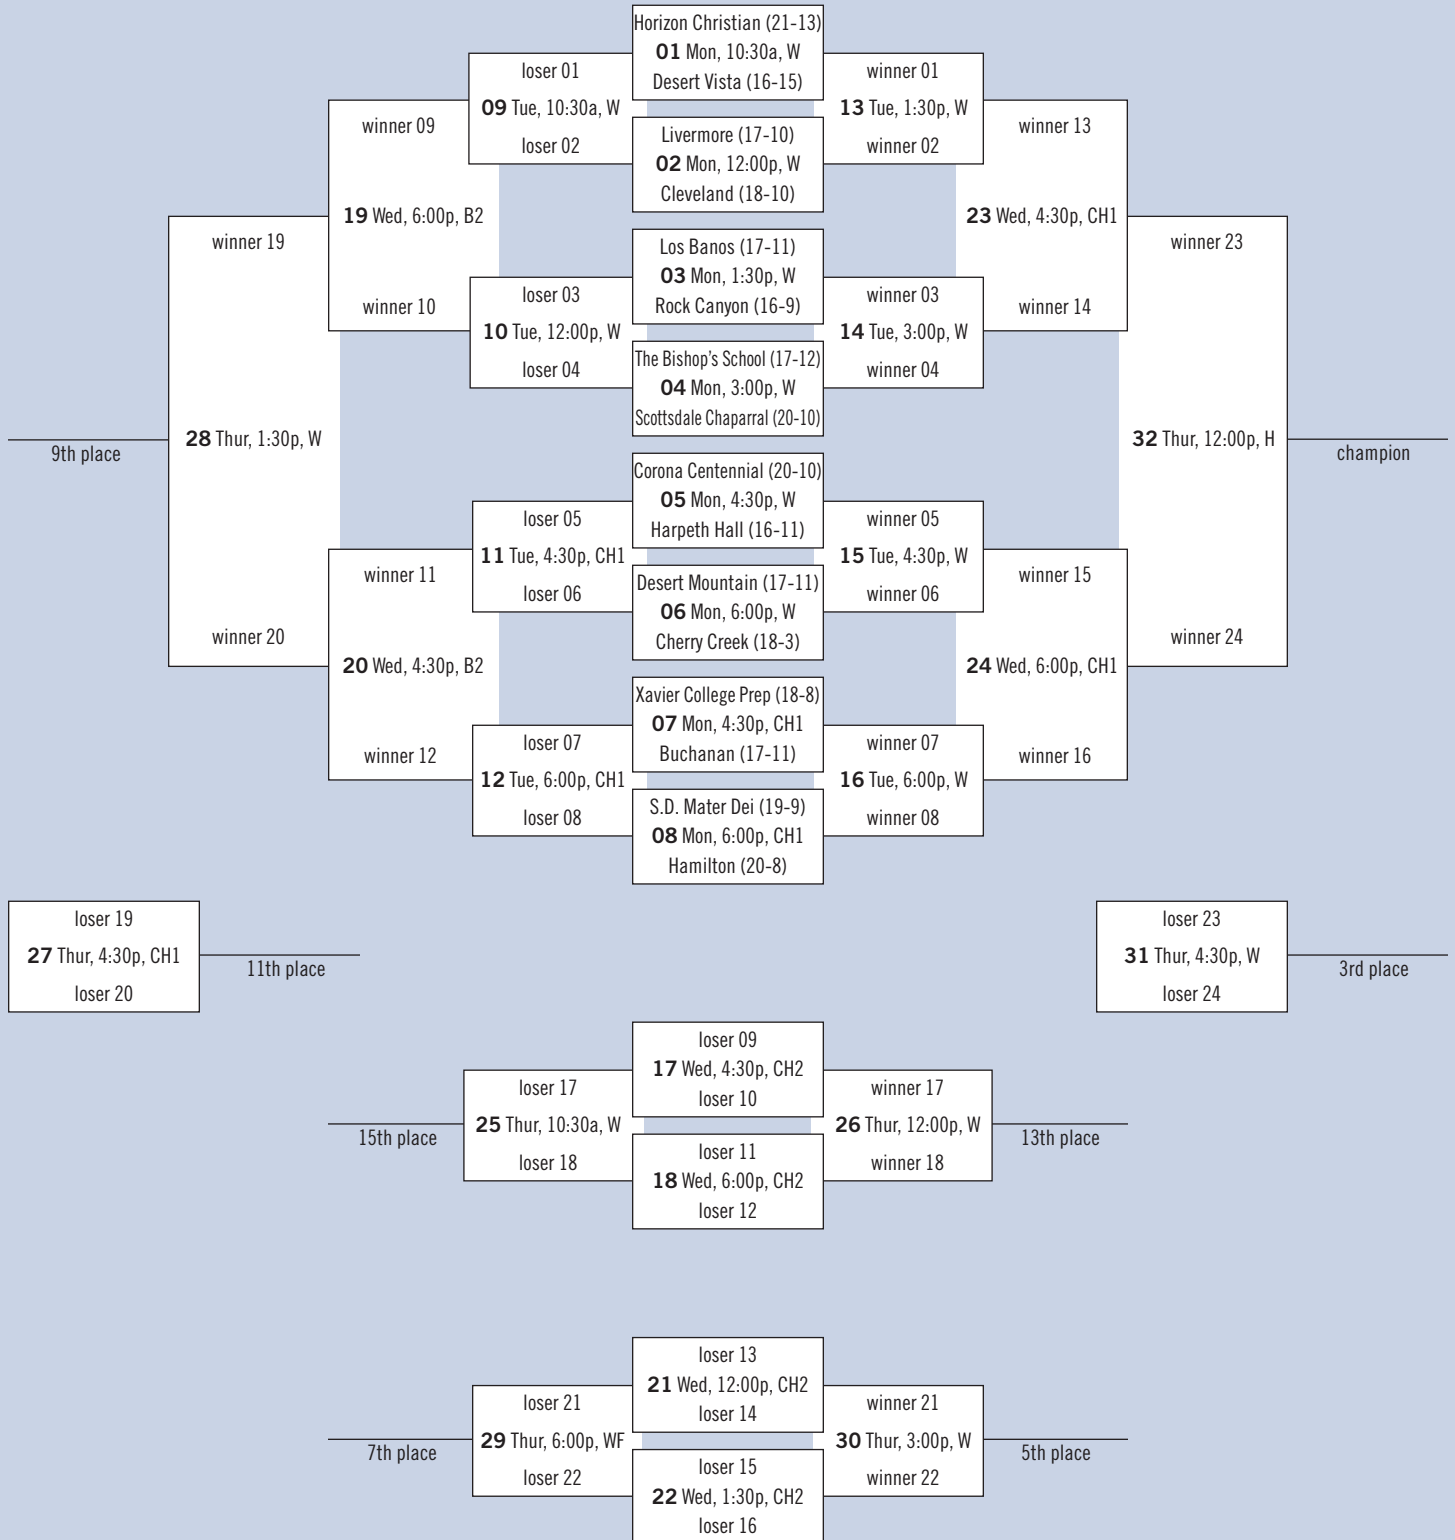 Horizon Christian (21-13)
01 Mon, 10:30a, W
Desert Vista (16-15)
Livermore (17-10)
02 Mon, 12:00p, W
Cleveland (18-10)
Los Banos (17-11)
03 Mon, 1:30p, W
Rock Canyon (16-9)
The Bishop's School (17-12)
04 Mon, 3:00p, W
Scottsdale Chaparral (20-10)
Corona Centennial (20-10)
05 Mon, 4:30p, W
Harpeth Hall (16-11)
Desert Mountain (17-11)
06 Mon, 6:00p, W
Cherry Creek (18-3)
Xavier College Prep (18-8)
07 Mon, 4:30p, CH1
Buchanan (17-11)
S.D. Mater Dei (19-9)
08 Mon, 6:00p, CH1
Hamilton (20-8)
loser 01
09 Tue, 10:30a, W
loser 02
loser 03
10 Tue, 12:00p, W
loser 04
loser 05
11 Tue, 4:30p, CH1
loser 06
loser 07
12 Tue, 6:00p, CH1
loser 08
winner 09
19 Wed, 6:00p, B2
winner 10
winner 11
20 Wed, 4:30p, B2
winner 12
winner 19
28 Thur, 1:30p, W
winner 20
9th place
winner 01
13 Tue, 1:30p, W
winner 02
winner 03
14 Tue, 3:00p, W
winner 04
winner 05
15 Tue, 4:30p, W
winner 06
winner 07
16 Tue, 6:00p, W
winner 08
winner 13
23 Wed, 4:30p, CH1
winner 14
winner 15
24 Wed, 6:00p, CH1
winner 16
winner 23
32 Thur, 12:00p, H
winner 24
champion
loser 19
27 Thur, 4:30p, CH1
loser 20
11th place
loser 23
31 Thur, 4:30p, W
loser 24
3rd place
loser 09
17 Wed, 4:30p, CH2
loser 10
loser 11
18 Wed, 6:00p, CH2
loser 12
loser 17
25 Thur, 10:30a, W
loser 18
15th place
winner 17
26 Thur, 12:00p, W
winner 18
13th place
loser 13
21 Wed, 12:00p, CH2
loser 14
loser 15
22 Wed, 1:30p, CH2
loser 16
loser 21
29 Thur, 6:00p, WF
loser 22
7th place
winner 21
30 Thur, 3:00p, W
winner 22
5th place